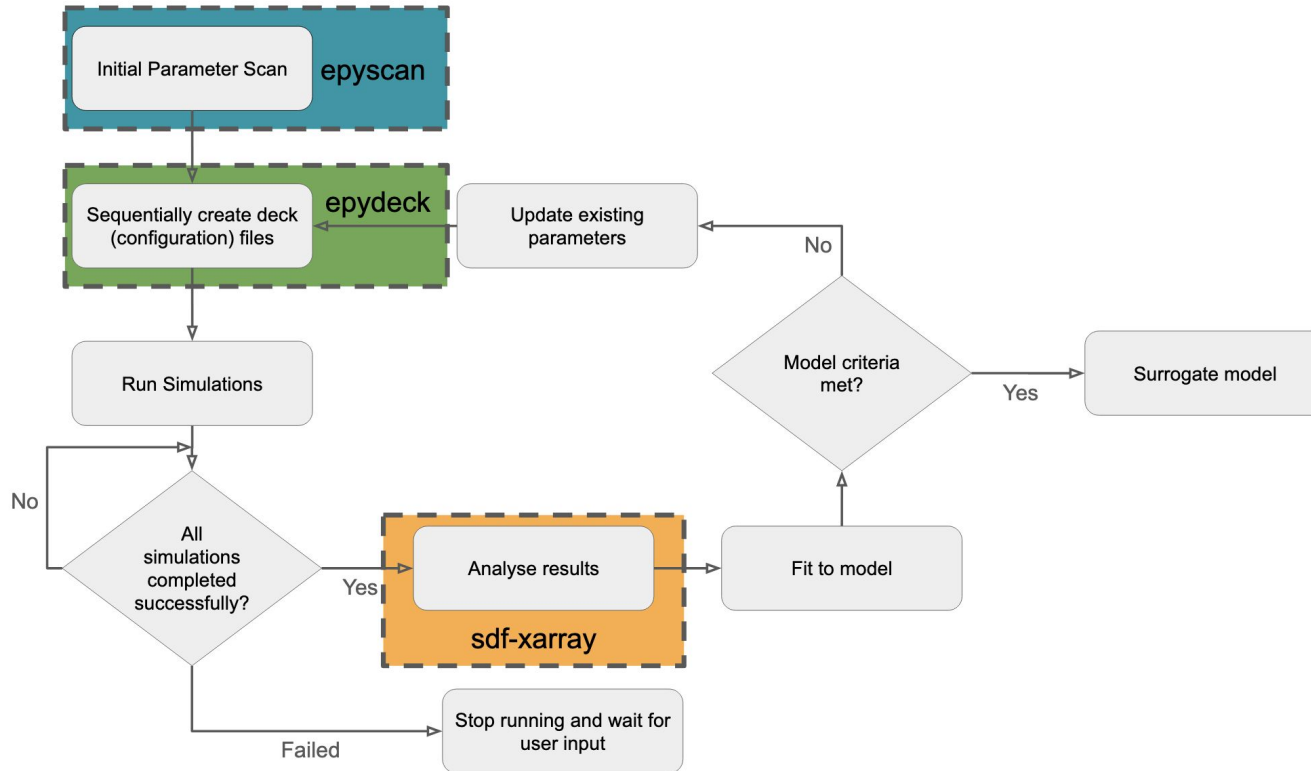 Initial Parameter Scan
epyscan
Sequentially create deck
(configuration) files
epydeck
Update existing
parameters
No
Run Simulations
Model criteria
met?
Yes
Surrogate model
No
All
simulations
completed
successfully?
Yes
Analyse results
sdf-xarray
Fit to model
Stop running and wait for
user input
Failed